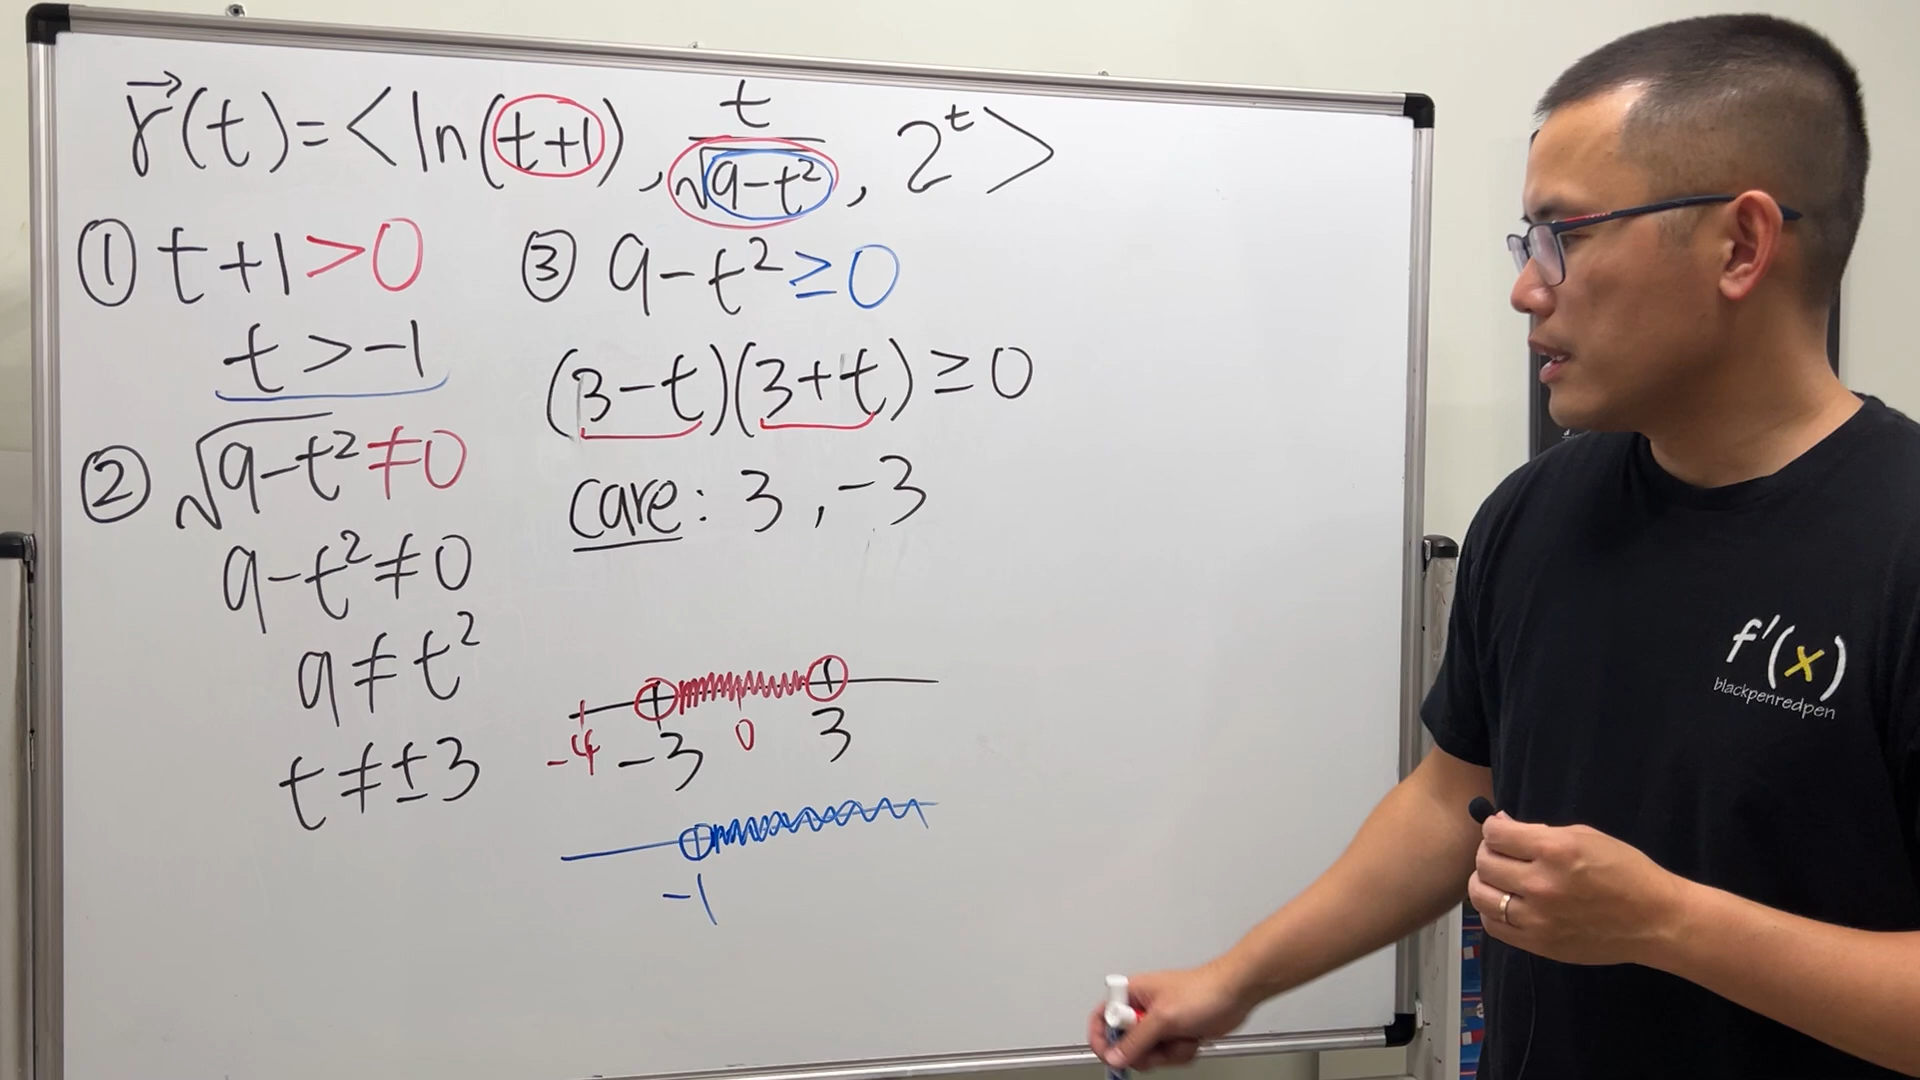 r⃗(t)=<ln(t+1), t/√(9-t²), 2^t>
① t+1>0
t>-1
② √(9-t²)≠0
9-t²≠0
9≠t²
t≠±3
③ 9-t²≥0
(3-t)(3+t)≥0
care: 3, -3
-4 -3 0 3
-1
f'(x)
blackpenredpen